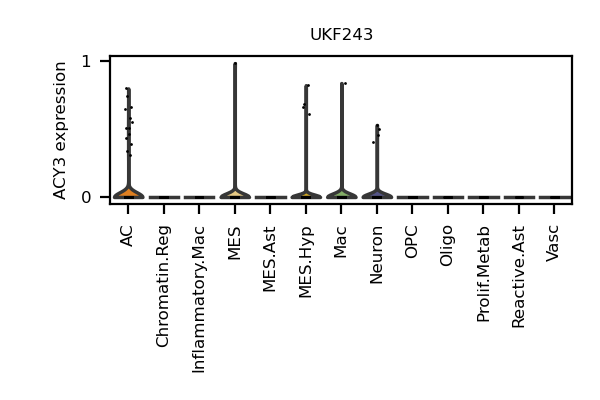 UKF243
ACY3 expression
1
0
AC
Chromatin.Reg
Inflammatory.Mac
MES
MES.Ast
MES.Hyp
Mac
Neuron
OPC
Oligo
Prolif.Metab
Reactive.Ast
Vasc